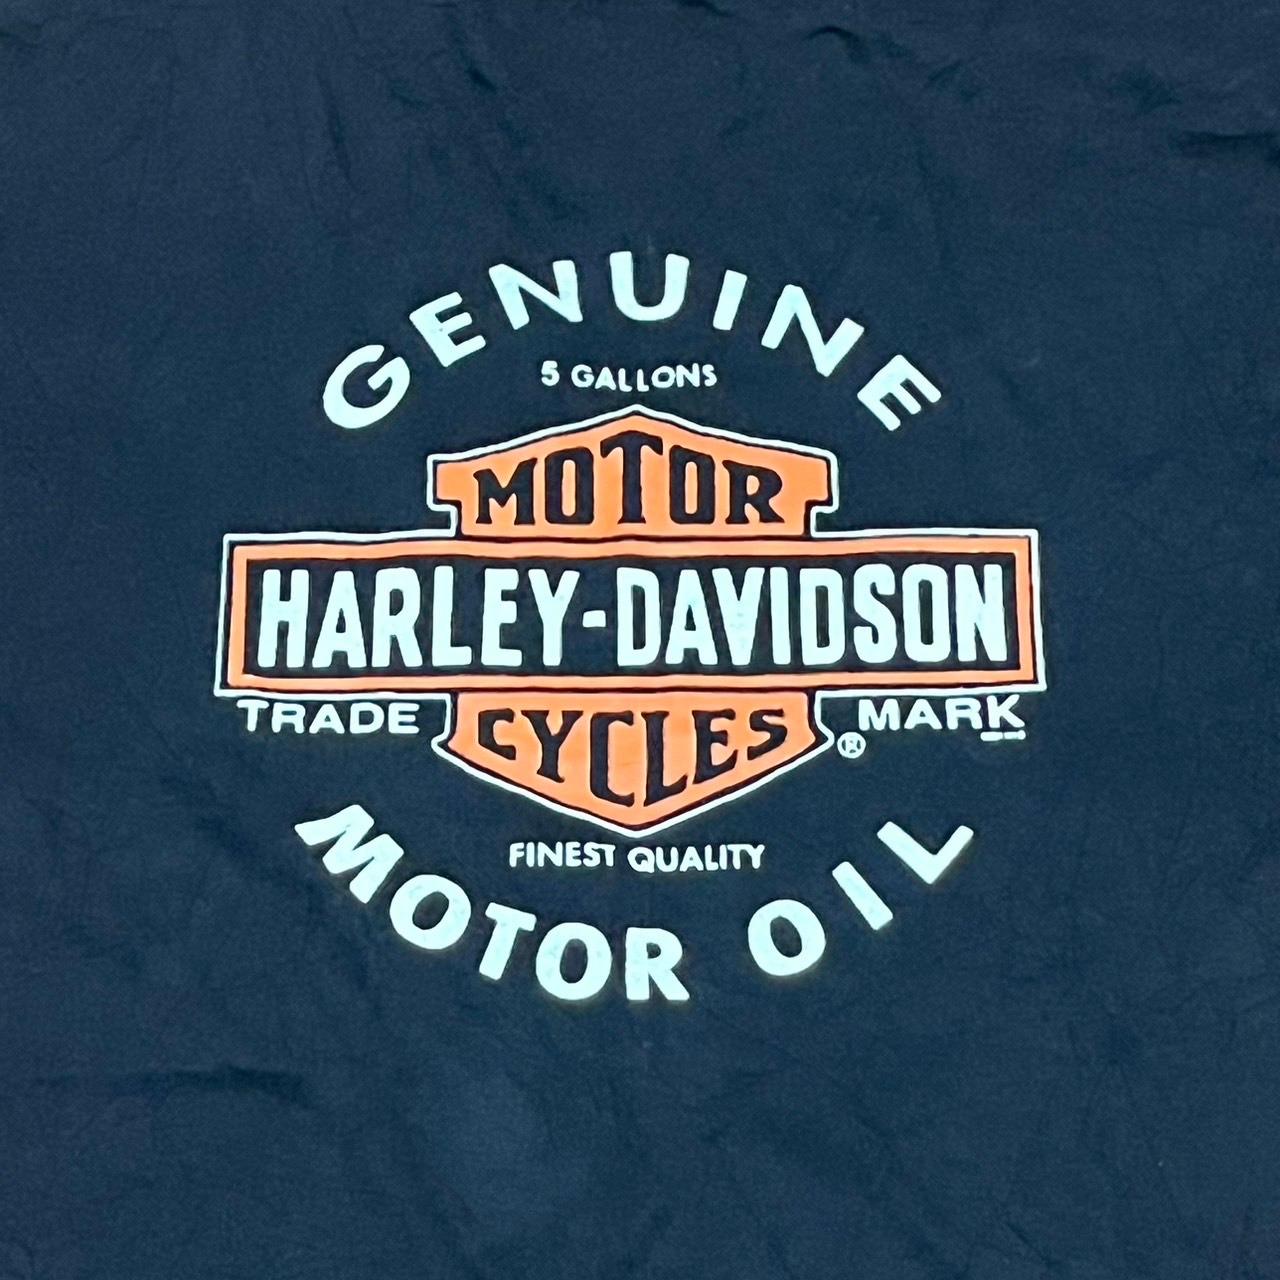 GENUINE
5 GALLONS
MOTOR
HARLEY-DAVIDSON
TRADE MARK
®
CYCLES
FINEST QUALITY
MOTOR OIL